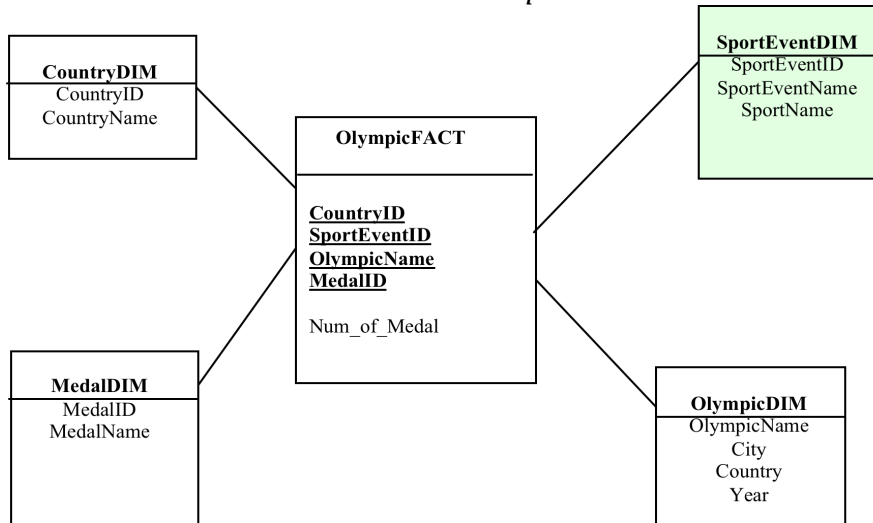 CountryDIM
CountryID
CountryName
SportEventDIM
SportEventID
SportEventName
SportName
OlympicFACT
CountryID
SportEventID
OlympicName
MedalID
Num_of_Medal
MedalDIM
MedalID
MedalName
OlympicDIM
OlympicName
City
Country
Year